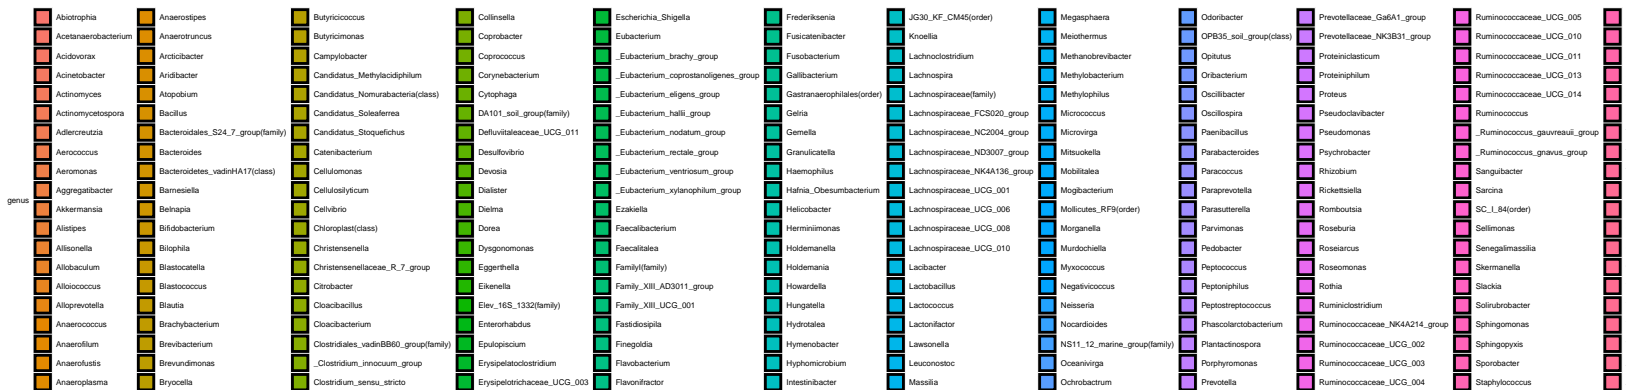 genus
Abiotrophia
Acetanaerobacterium
Acidovorax
Acinetobacter
Actinomyces
Actinomycetospora
Adlercreutzia
Aerococcus
Aeromonas
Aggregatibacter
Akkermansia
Alistipes
Allisonella
Allobaculum
Alloiococcus
Alloprevotella
Anaerococcus
Anaerofilum
Anaerofustis
Anaeroplasma
Anaerostipes
Anaerotruncus
Arcticibacter
Aridibacter
Atopobium
Bacillus
Bacteroidales_S24_7_group(family)
Bacteroides
Bacteroidetes_vadinHA17(class)
Barnesiella
Belnapia
Bifidobacterium
Bilophila
Blastocatella
Blastococcus
Blautia
Brachybacterium
Brevibacterium
Brevundimonas
Bryocella
Butyricicoccus
Butyricimonas
Campylobacter
Candidatus_Methylacidiphilum
Candidatus_Nomurabacteria(class)
Candidatus_Soleaferrea
Candidatus_Stoquefichus
Catenibacterium
Cellulomonas
Cellulosilyticum
Cellvibrio
Chloroplast(class)
Christensenella
Christensenellaceae_R_7_group
Citrobacter
Cloacibacillus
Cloacibacterium
Clostridiales_vadinBB60_group(family)
_Clostridium_innocuum_group
Clostridium_sensu_stricto
Collinsella
Coprobacter
Coprococcus
Corynebacterium
Cytophaga
DA101_soil_group(family)
Defluviitaleaceae_UCG_011
Desulfovibrio
Devosia
Dialister
Dielma
Dorea
Dysgonomonas
Eggerthella
Eikenella
Elev_16S_1332(family)
Enterorhabdus
Epulopiscium
Erysipelatoclostridium
Erysipelotrichaceae_UCG_003
Escherichia_Shigella
Eubacterium
_Eubacterium_brachy_group
_Eubacterium_coprostanoligenes_group
_Eubacterium_eligens_group
_Eubacterium_hallii_group
_Eubacterium_nodatum_group
_Eubacterium_rectale_group
_Eubacterium_ventriosum_group
_Eubacterium_xylanophilum_group
Ezakiella
Faecalibacterium
Faecalitalea
FamilyI(family)
Family_XIII_AD3011_group
Family_XIII_UCG_001
Fastidiosipila
Finegoldia
Flavobacterium
Flavonifractor
Frederiksenia
Fusicatenibacter
Fusobacterium
Gallibacterium
Gastranaerophilales(order)
Gelria
Gemella
Granulicatella
Haemophilus
Hafnia_Obesumbacterium
Helicobacter
Herminiimonas
Holdemanella
Holdemania
Howardella
Hungatella
Hydrotalea
Hymenobacter
Hyphomicrobium
Intestinibacter
JG30_KF_CM45(order)
Knoellia
Lachnoclostridium
Lachnospira
Lachnospiraceae(family)
Lachnospiraceae_FCS020_group
Lachnospiraceae_NC2004_group
Lachnospiraceae_ND3007_group
Lachnospiraceae_NK4A136_group
Lachnospiraceae_UCG_001
Lachnospiraceae_UCG_006
Lachnospiraceae_UCG_008
Lachnospiraceae_UCG_010
Lacibacter
Lactobacillus
Lactococcus
Lactonifactor
Lawsonella
Leuconostoc
Massilia
Megasphaera
Meiothermus
Methanobrevibacter
Methylobacterium
Methylophilus
Micrococcus
Microvirga
Mitsuokella
Mobilitalea
Mogibacterium
Mollicutes_RF9(order)
Morganella
Murdochiella
Myxococcus
Negativicoccus
Neisseria
Nocardioides
NS11_12_marine_group(family)
Oceanivirga
Ochrobactrum
Odoribacter
OPB35_soil_group(class)
Opitutus
Oribacterium
Oscillibacter
Oscillospira
Paenibacillus
Parabacteroides
Paracoccus
Paraprevotella
Parasutterella
Parvimonas
Pedobacter
Peptococcus
Peptoniphilus
Peptostreptococcus
Phascolarctobacterium
Plantactinospora
Porphyromonas
Prevotella
Prevotellaceae_Ga6A1_group
Prevotellaceae_NK3B31_group
Proteiniclasticum
Proteiniphilum
Proteus
Pseudoclavibacter
Pseudomonas
Psychrobacter
Rhizobium
Rickettsiella
Romboutsia
Roseburia
Roseiarcus
Roseomonas
Rothia
Ruminiclostridium
Ruminococcaceae_NK4A214_group
Ruminococcaceae_UCG_002
Ruminococcaceae_UCG_003
Ruminococcaceae_UCG_004
Ruminococcaceae_UCG_005
Ruminococcaceae_UCG_010
Ruminococcaceae_UCG_011
Ruminococcaceae_UCG_013
Ruminococcaceae_UCG_014
Ruminococcus
_Ruminococcus_gauvreauii_group
_Ruminococcus_gnavus_group
Sanguibacter
Sarcina
SC_I_84(order)
Sellimonas
Senegalimassilia
Skermanella
Slackia
Solirubrobacter
Sphingomonas
Sphingopyxis
Sporobacter
Staphylococcus